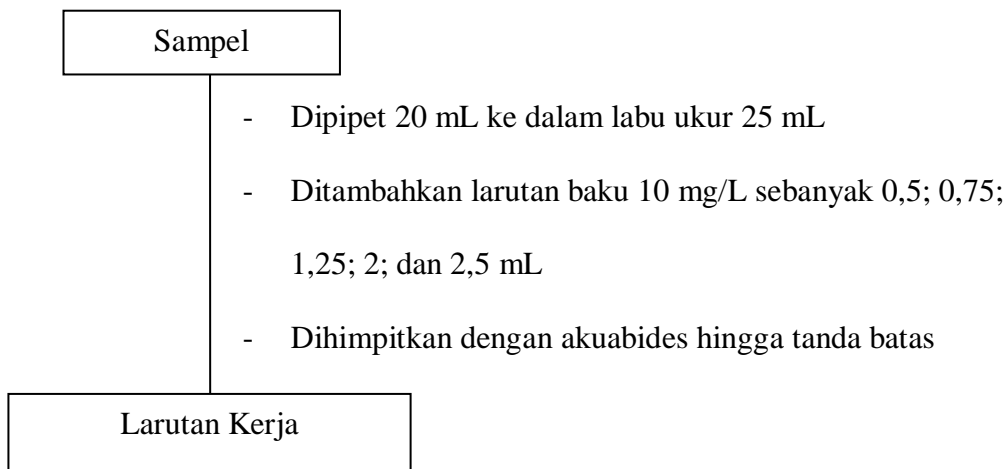 Sampel
- Dipipet 20 mL ke dalam labu ukur 25 mL
- Ditambahkan larutan baku 10 mg/L sebanyak 0,5; 0,75;
1,25; 2; dan 2,5 mL
- Dihimpitkan dengan akuabides hingga tanda batas
Larutan Kerja